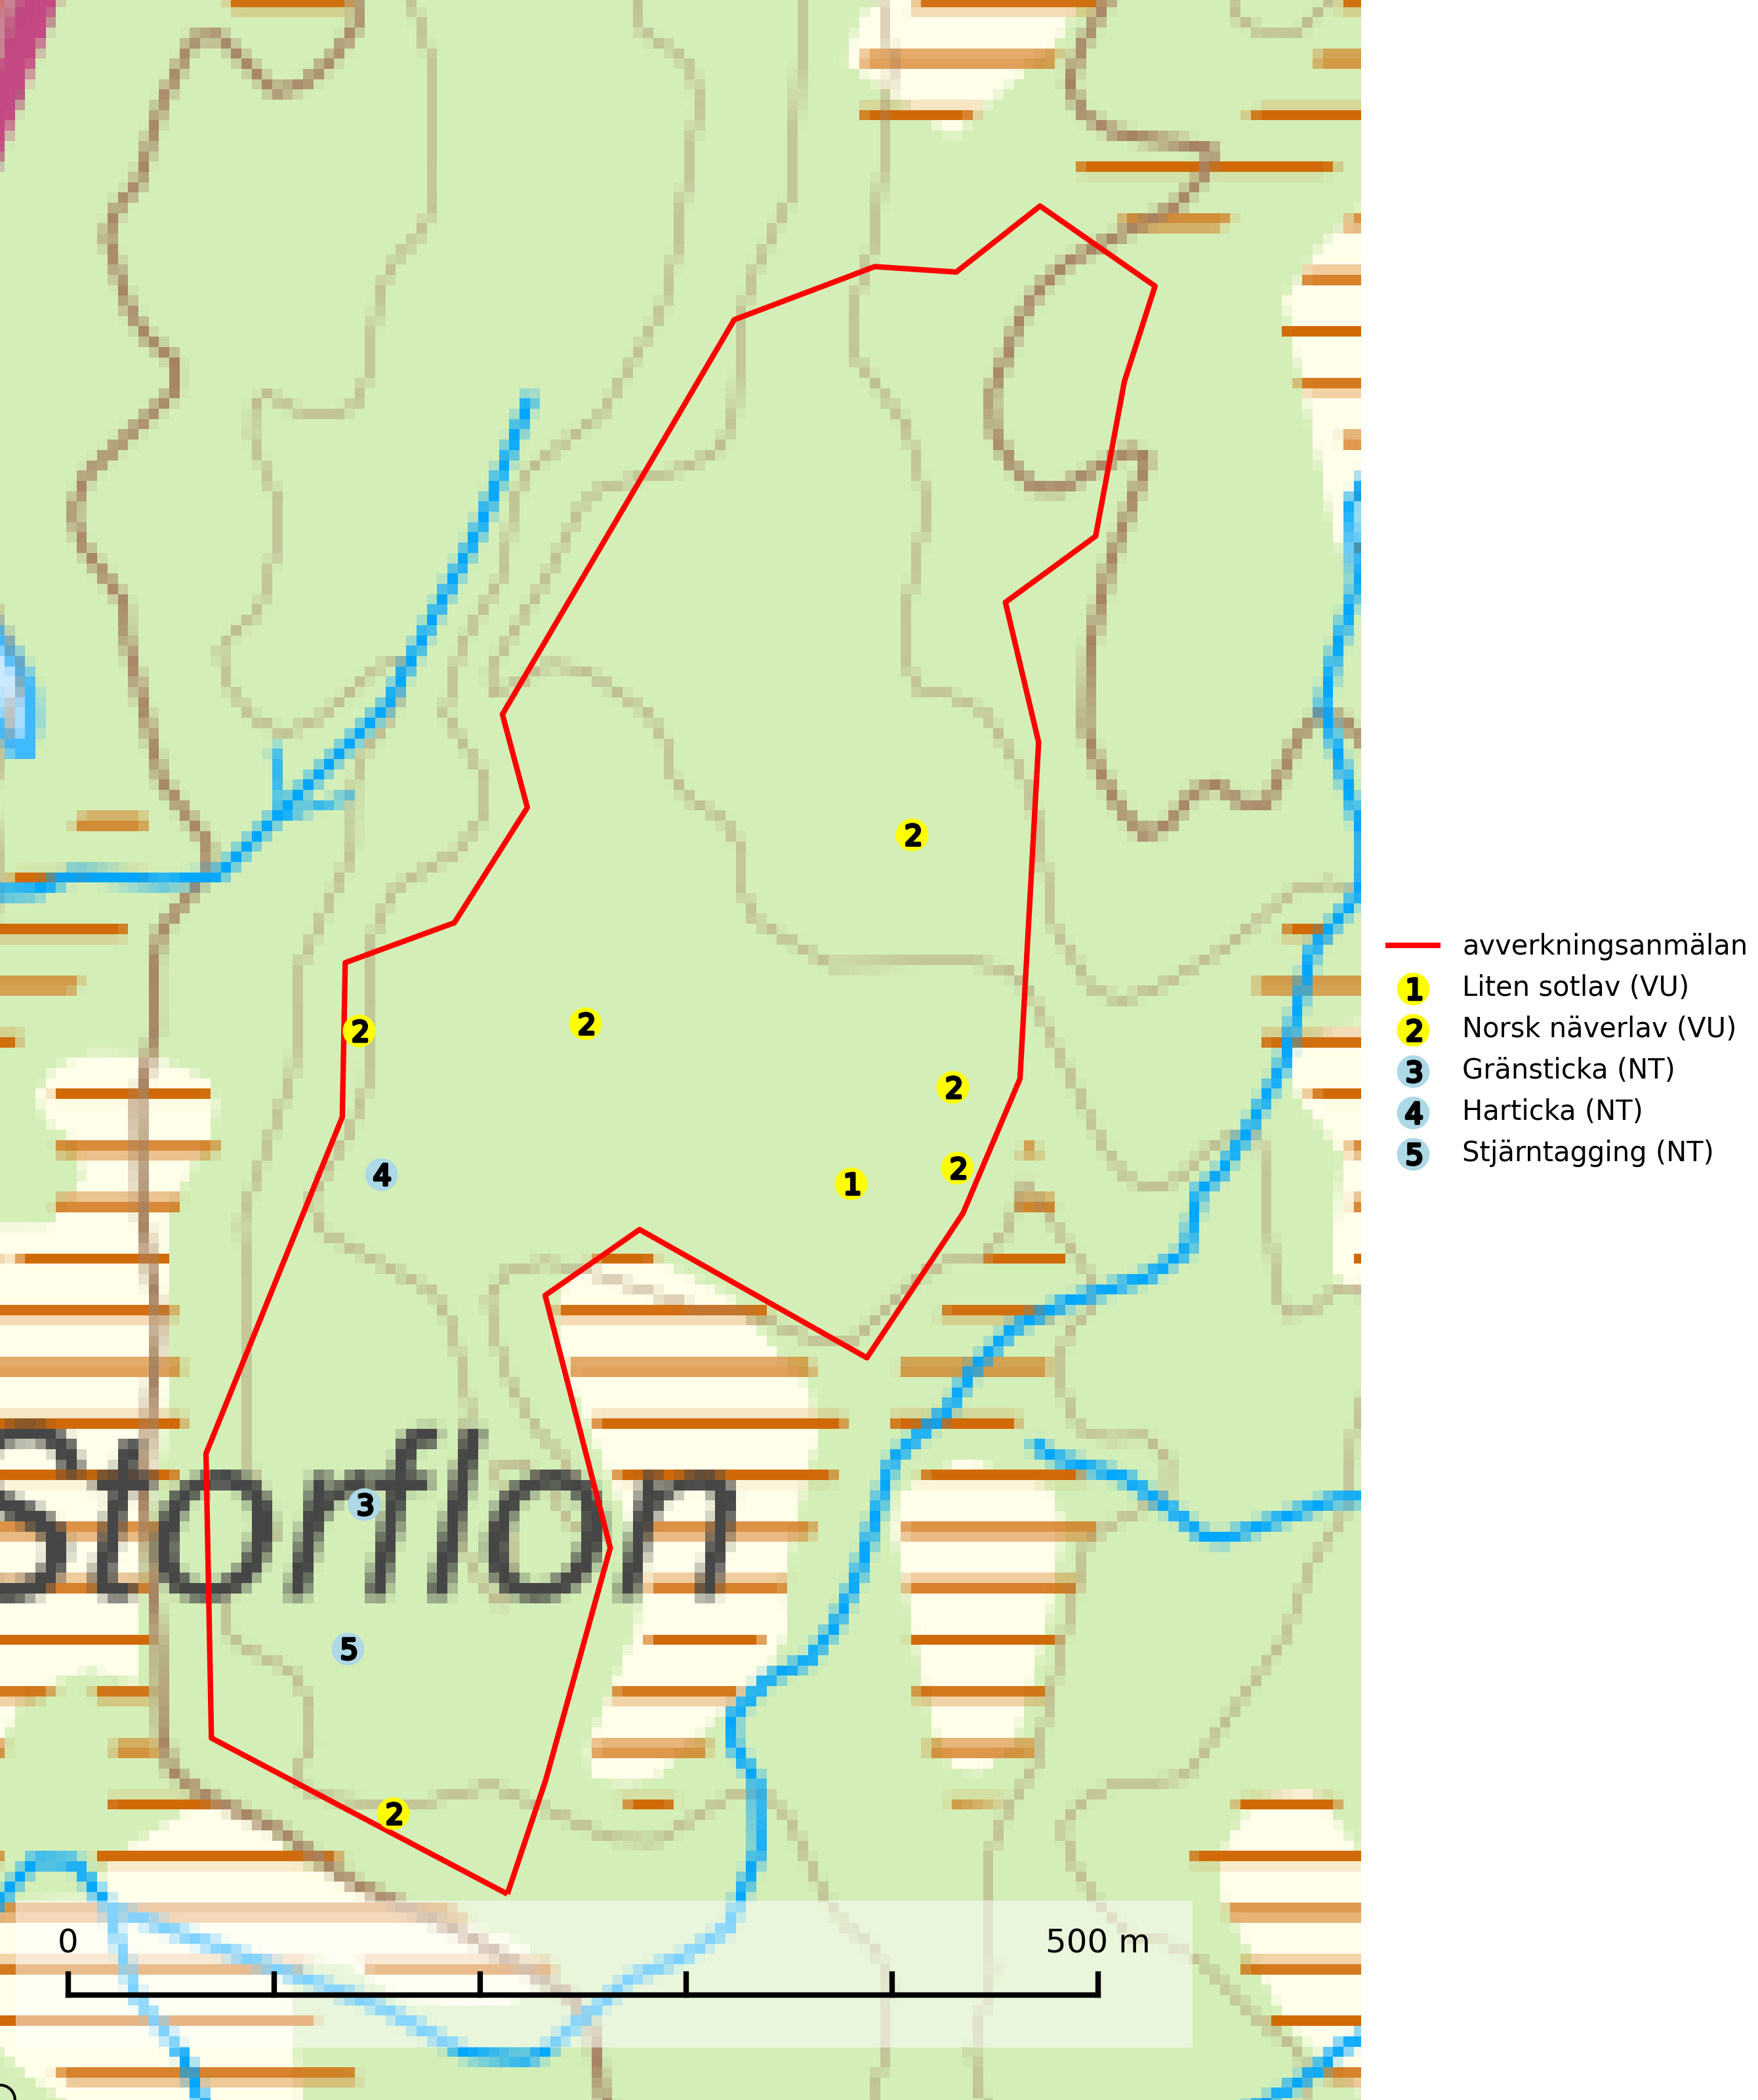 2
2
2
2
4
2
1
Storflon
3
5
2
0
500 m
avverkningsanmälan
1 Liten sotlav (VU)
2 Norsk näverlav (VU)
3 Gränsticka (NT)
4 Harticka (NT)
5 Stjärntagging (NT)